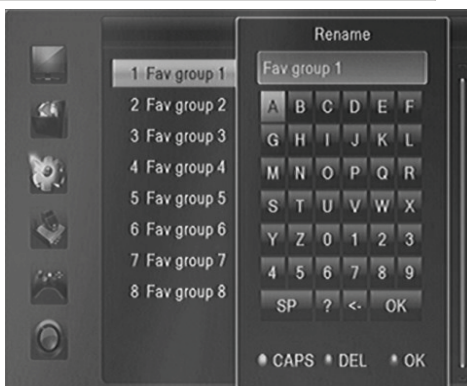 Rename
Fav group 1
1 Fav group 1
2 Fav group 2
3 Fav group 3
4 Fav group 4
5 Fav group 5
6 Fav group 6
7 Fav group 7
8 Fav group 8
A B C D E F
G H I J K L
M N O P Q R
S T U V W X
Y Z 0 1 2 3
4 5 6 7 8 9
SP ? <- OK
CAPS DEL OK